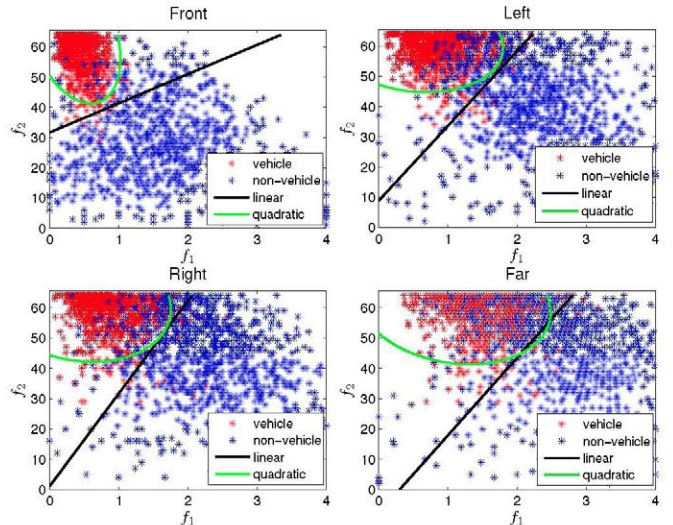 Front
Left
60
50
40
30
20
10
0
f2
vehicle
non-vehicle
linear
quadratic
0 1 2 3 4
f1
60
50
40
30
20
10
0
f2
vehicle
non-vehicle
linear
quadratic
0 1 2 3 4
f1
Right
Far
60
50
40
30
20
10
0
f2
vehicle
non-vehicle
linear
quadratic
0 1 2 3 4
f1
60
50
40
30
20
10
0
f2
vehicle
non-vehicle
linear
quadratic
0 1 2 3 4
f1